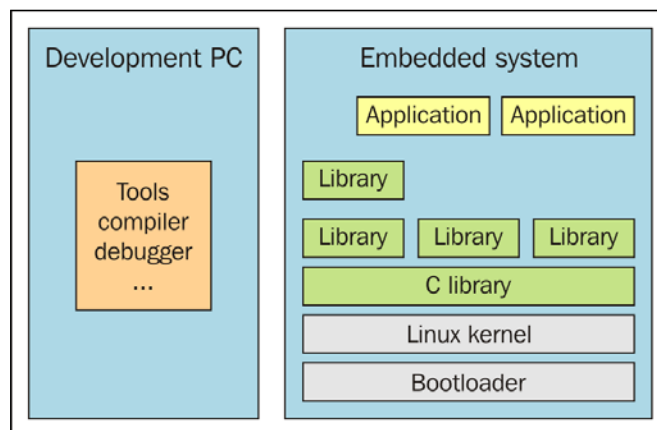 Development PC
Tools
compiler
debugger
...
Embedded system
Application Application
Library
Library Library Library
C library
Linux kernel
Bootloader